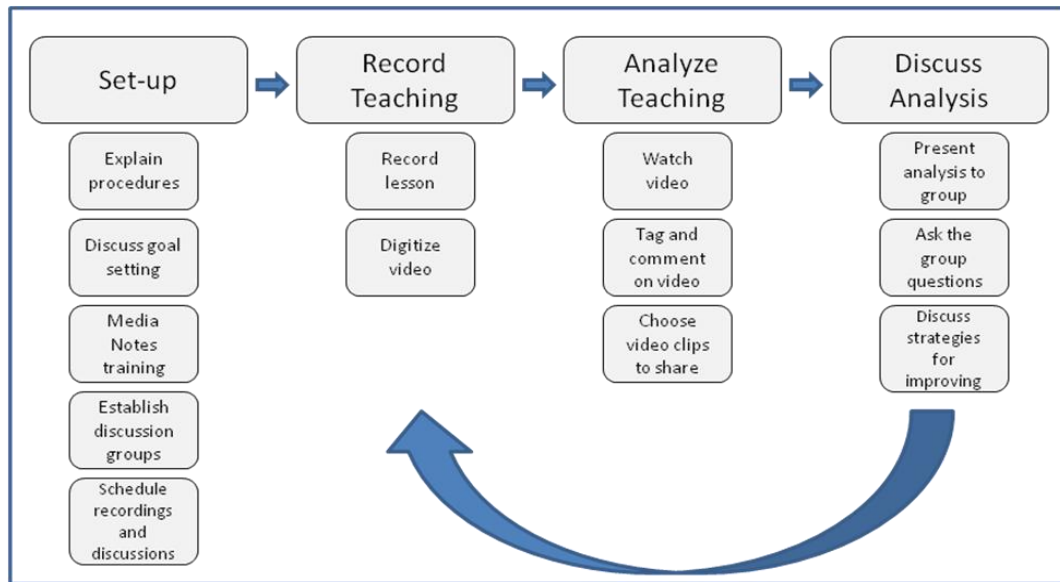 Set-up
Explain
procedures
Discuss goal
setting
Media
Notes
training
Establish
discussion
groups
Schedule
recordings
and
discussions
Record
Teaching
Record
lesson
Digitize
video
Analyze
Teaching
Watch
video
Tag and
comment
on video
Choose
video clips
to share
Discuss
Analysis
Present
analysis to
group
Ask the
group
questions
Discuss
strategies
for
improving